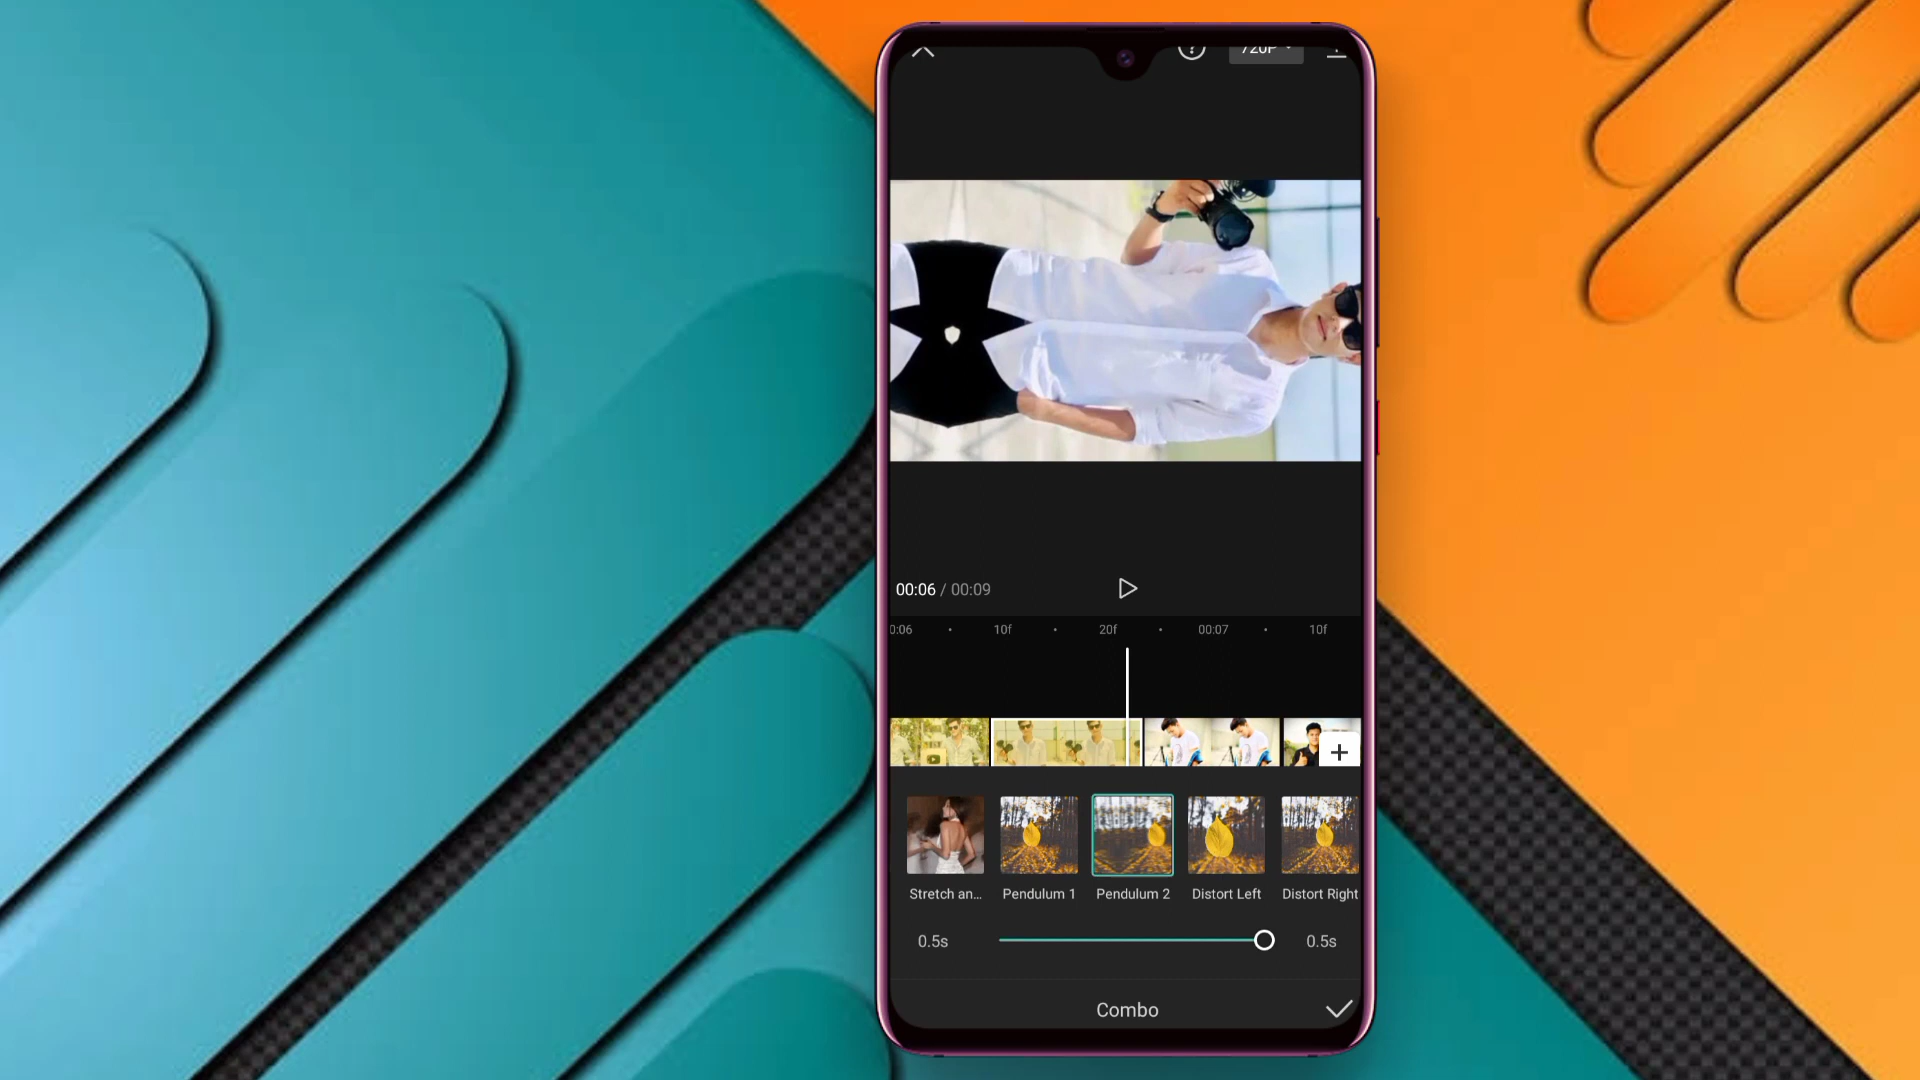 720P
00:06 / 00:09
0:06 10f 20f 00:07 10f
Stretch an... Pendulum 1 Pendulum 2 Distort Left Distort Right
0.5s 0.5s
Combo